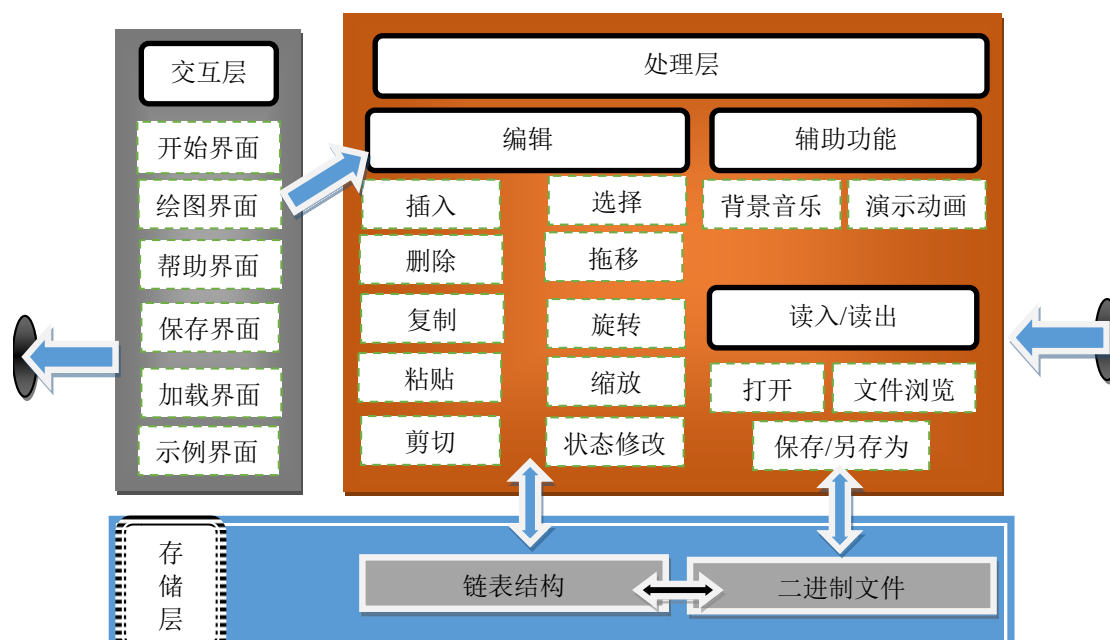 交互层
开始界面
绘图界面
帮助界面
保存界面
加载界面
示例界面
处理层
编辑
插入
删除
复制
粘贴
剪切
选择
拖移
旋转
缩放
状态修改
辅助功能
背景音乐
演示动画
读入/读出
打开
文件浏览
保存/另存为
存
储
层
链表结构
二进制文件